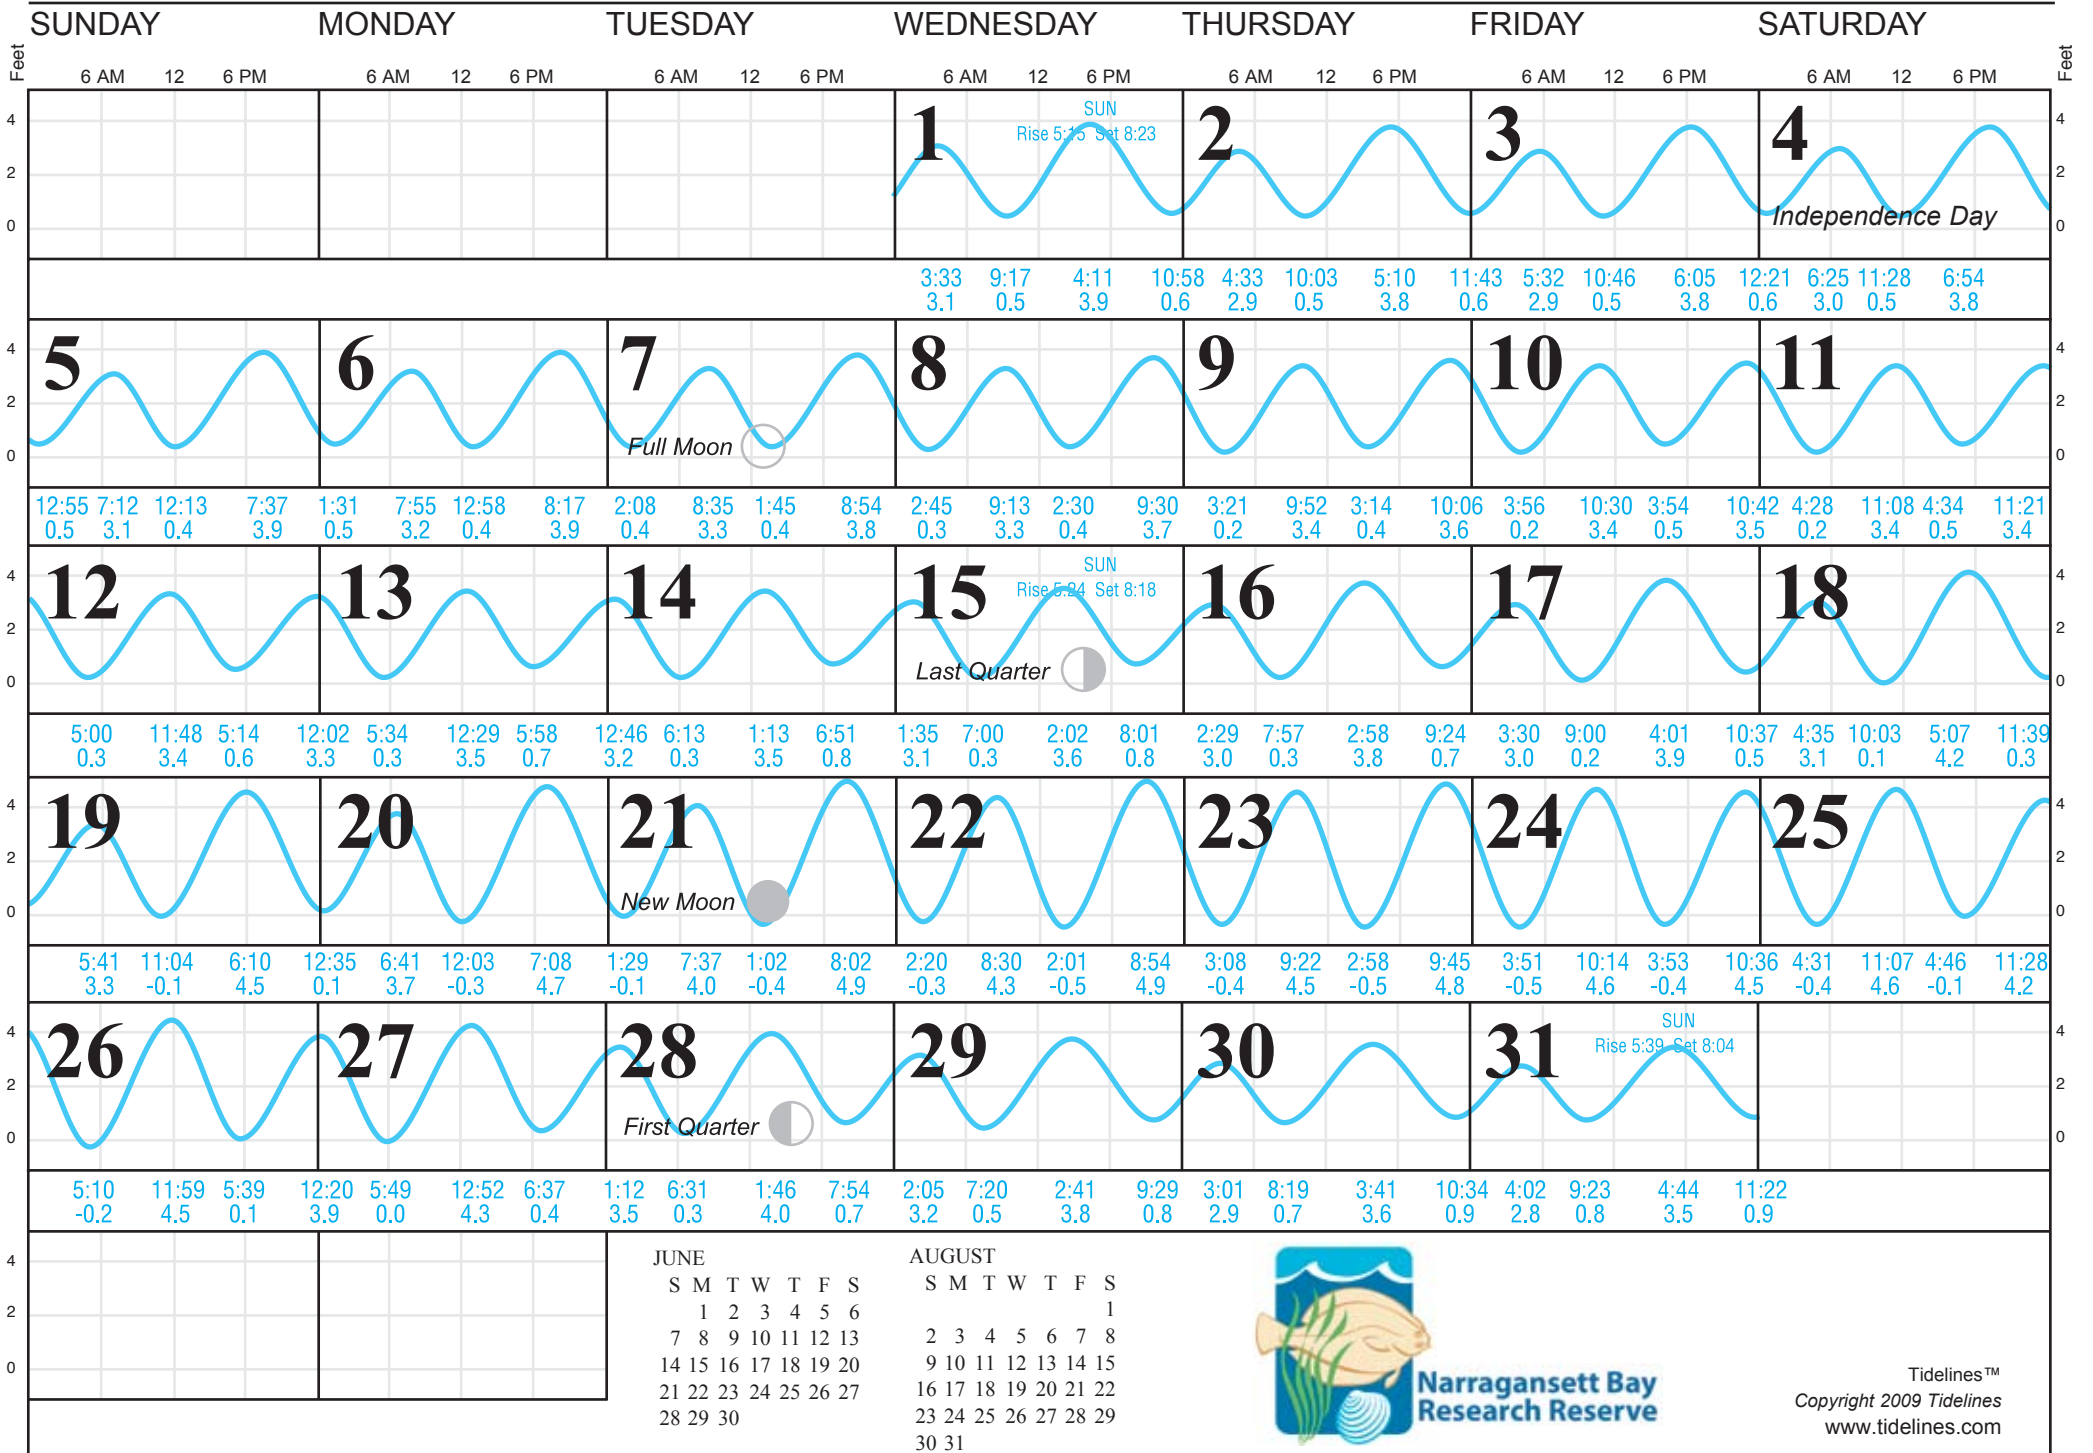 SUNDAY MONDAY TUESDAY WEDNESDAY THURSDAY FRIDAY SATURDAY
Feet 6 AM 12 6 PM 6 AM 12 6 PM 6 AM 12 6 PM 6 AM 12 6 PM 6 AM 12 6 PM 6 AM 12 6 PM 6 AM 12 6 PM Feet
SUN
4 1 Rise 5:15 Set 8:23 2 3 4 4
2 2
0 Independence Day 0
3:33 9:17 4:11 10:58 4:33 10:03 5:10 11:43 5:32 10:46 6:05 12:21 6:25 11:28 6:54
3.1 0.5 3.9 0.6 2.9 0.5 3.8 0.6 2.9 0.5 3.8 0.6 3.0 0.5 3.8
4 5 6 7 8 9 10 11 4
2 2
0 Full Moon 0
12:55 7:12 12:13 7:37 1:31 7:55 12:58 8:17 2:08 8:35 1:45 8:54 2:45 9:13 2:30 9:30 3:21 9:52 3:14 10:06 3:56 10:30 3:54 10:42 4:28 11:08 4:34 11:21
0.5 3.1 0.4 3.9 0.5 3.2 0.4 3.9 0.4 3.3 0.4 3.8 0.3 3.3 0.4 3.7 0.2 3.4 0.4 3.6 0.2 3.4 0.5 3.5 0.2 3.4 0.5 3.4
SUN
4 12 13 14 15 Rise 5:24 Set 8:18 16 17 18 4
2 2
0 Last Quarter 0
5:00 11:48 5:14 12:02 5:34 12:29 5:58 12:46 6:13 1:13 6:51 1:35 7:00 2:02 8:01 2:29 7:57 2:58 9:24 3:30 9:00 4:01 10:37 4:35 10:03 5:07 11:39
0.3 3.4 0.6 3.3 0.3 3.5 0.7 3.2 0.3 3.5 0.8 3.1 0.3 3.6 0.8 3.0 0.3 3.8 0.7 3.0 0.2 3.9 0.5 3.1 0.1 4.2 0.3
4 19 20 21 22 23 24 25 4
2 2
0 New Moon 0
5:41 11:04 6:10 12:35 6:41 12:03 7:08 1:29 7:37 1:02 8:02 2:20 8:30 2:01 8:54 3:08 9:22 2:58 9:45 3:51 10:14 3:53 10:36 4:31 11:07 4:46 11:28
3.3 -0.1 4.5 0.1 3.7 -0.3 4.7 -0.1 4.0 -0.4 4.9 -0.3 4.3 -0.5 4.9 -0.4 4.5 -0.5 4.8 -0.5 4.6 -0.4 4.5 -0.4 4.6 -0.1 4.2
SUN
4 26 27 28 29 30 31 Rise 5:39 Set 8:04 4
2 2
0 First Quarter 0
5:10 11:59 5:39 12:20 5:49 12:52 6:37 1:12 6:31 1:46 7:54 2:05 7:20 2:41 9:29 3:01 8:19 3:41 10:34 4:02 9:23 4:44 11:22
-0.2 4.5 0.1 3.9 0.0 4.3 0.4 3.5 0.3 4.0 0.7 3.2 0.5 3.8 0.8 2.9 0.7 3.6 0.9 2.8 0.8 3.5 0.9
4
2
0
JUNE
S M T W T F S
1 2 3 4 5 6
7 8 9 10 11 12 13
14 15 16 17 18 19 20
21 22 23 24 25 26 27
28 29 30
AUGUST
S M T W T F S
1
2 3 4 5 6 7 8
9 10 11 12 13 14 15
16 17 18 19 20 21 22
23 24 25 26 27 28 29
30 31
Narragansett Bay
Research Reserve
Tidelines™
Copyright 2009 Tidelines
www.tidelines.com